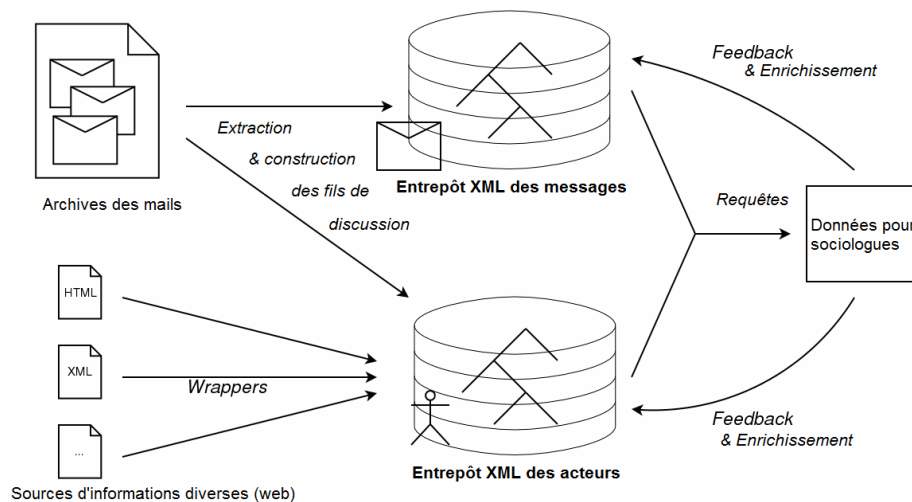 Archives des mails
Extraction
& construction
des fils de
discussion
Entrepôt XML des messages
Feedback
& Enrichissement
Requêtes
Données pour
sociologues
HTML
XML
...
Wrappers
Sources d'informations diverses (web)
Entrepôt XML des acteurs
Feedback
& Enrichissement